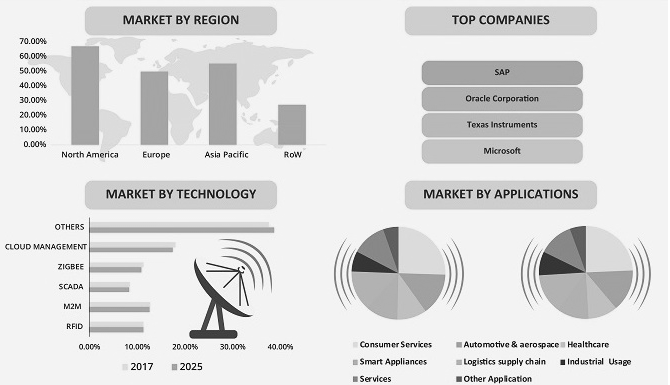 MARKET BY REGION
70.00%
60.00%
50.00%
40.00%
30.00%
20.00%
10.00%
0.00%
North America Europe Asia Pacific RoW
TOP COMPANIES
SAP
Oracle Corporation
Texas Instruments
Microsoft
MARKET BY TECHNOLOGY
OTHERS
CLOUD MANAGEMENT
ZIGBEE
SCADA
M2M
RFID
0.00% 10.00% 20.00% 30.00% 40.00%
2017 2025
MARKET BY APPLICATIONS
Consumer Services Automotive & aerospace Healthcare
Smart Appliances Logistics supply chain Industrial Usage
Services Other Application